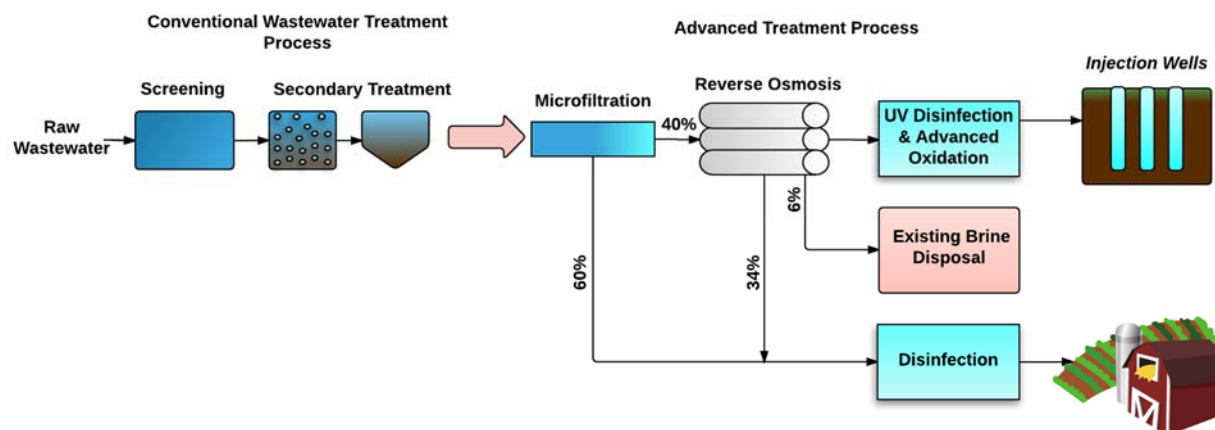 Conventional Wastewater Treatment
Process
Advanced Treatment Process
Injection Wells
Screening
Secondary Treatment
Microfiltration
Reverse Osmosis
Raw
Wastewater
40%
UV Disinfection
& Advanced
Oxidation
6%
Existing Brine
Disposal
60%
34%
Disinfection